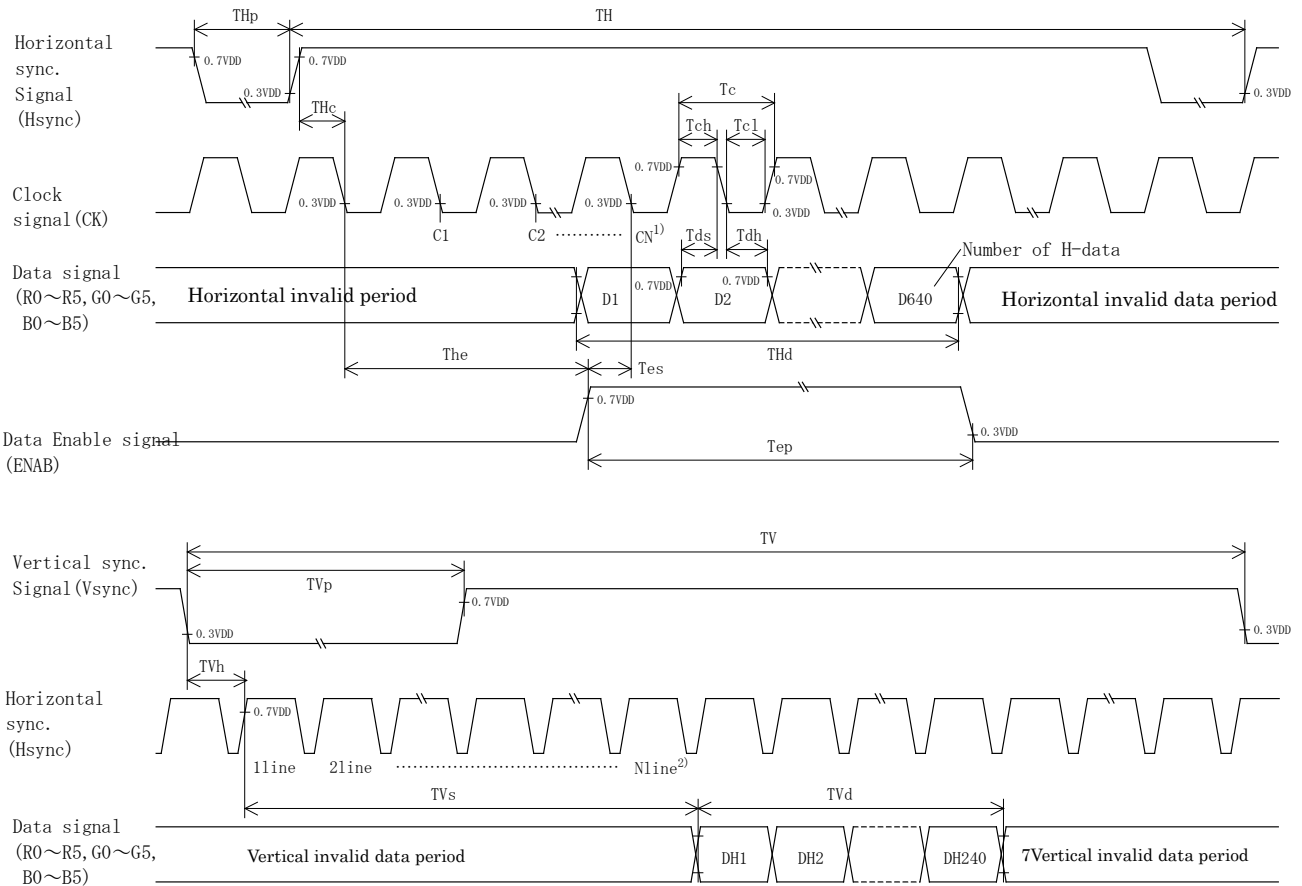 THp
TH
Horizontal
sync.
Signal
(Hsync)
0.7VDD
0.7VDD
0.3VDD
0.3VDD
THc
Tc
Tch
Tcl
Clock
signal(CK)
0.7VDD
0.7VDD
0.3VDD
0.3VDD
0.3VDD
0.3VDD
0.3VDD
C1
C2
············
CN1)
Tds
Tdh
Number of H-data
Data signal
(R0～R5,G0～G5,
B0～B5)
Horizontal invalid period
D1
0.7VDD
D2
0.7VDD
D640
Horizontal invalid data period
The
Tes
THd
0.7VDD
Data Enable signal
(ENAB)
0.3VDD
Tep
TV
Vertical sync.
Signal(Vsync)
TVp
0.7VDD
0.3VDD
0.3VDD
TVh
Horizontal
sync.
(Hsync)
0.7VDD
1line 2line ······································ Nline2)
TVs
TVd
Data signal
(R0～R5,G0～G5,
B0～B5)
Vertical invalid data period
DH1
DH2
DH240
7Vertical invalid data period